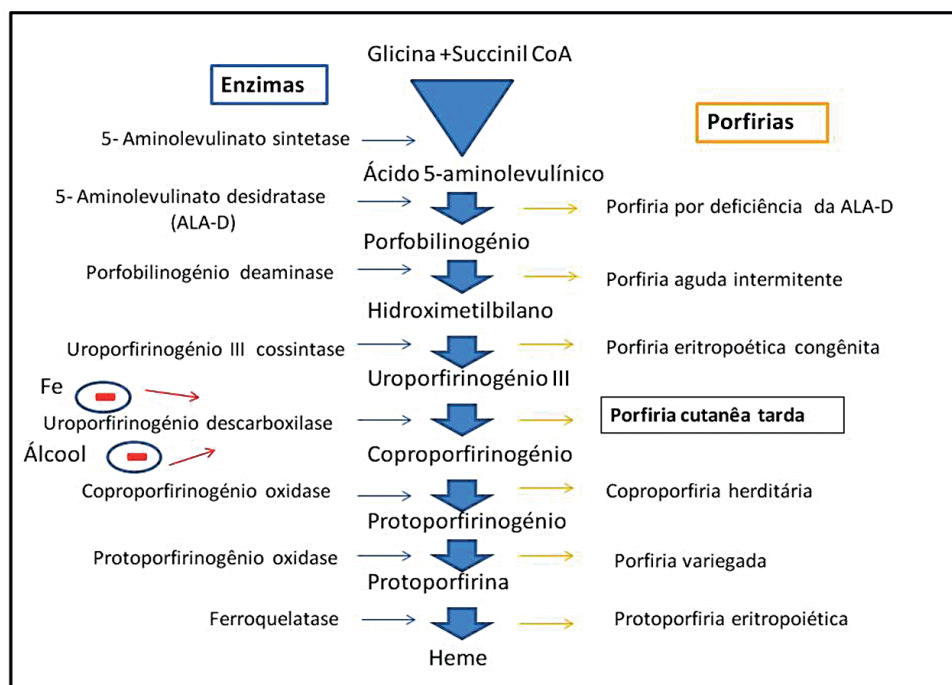 Glicina +Succinil CoA
Enzimas
Porfirias
5- Aminolevulinato sintetase
Ácido 5-aminolevulínico
5- Aminolevulinato desidratase
(ALA-D)
Porfiria por deficiência da ALA-D
Porfobilinogénio
Porfobilinogénio deaminase
Porfiria aguda intermitente
Hidroximetilbilano
Uroporfirinogénio III cossintase
Porfiria eritropoética congênita
Uroporfirinogénio III
Fe
Uroporfirinogénio descarboxilase
Porfiria cutanêa tarda
Álcool
Coproporfirinogénio
Coproporfirinogénio oxidase
Coproporfiria herditária
Protoporfirinogénio
Protoporfirinogênio oxidase
Porfiria variegada
Protoporfirina
Ferroquelatase
Protoporfiria eritropoiética
Heme